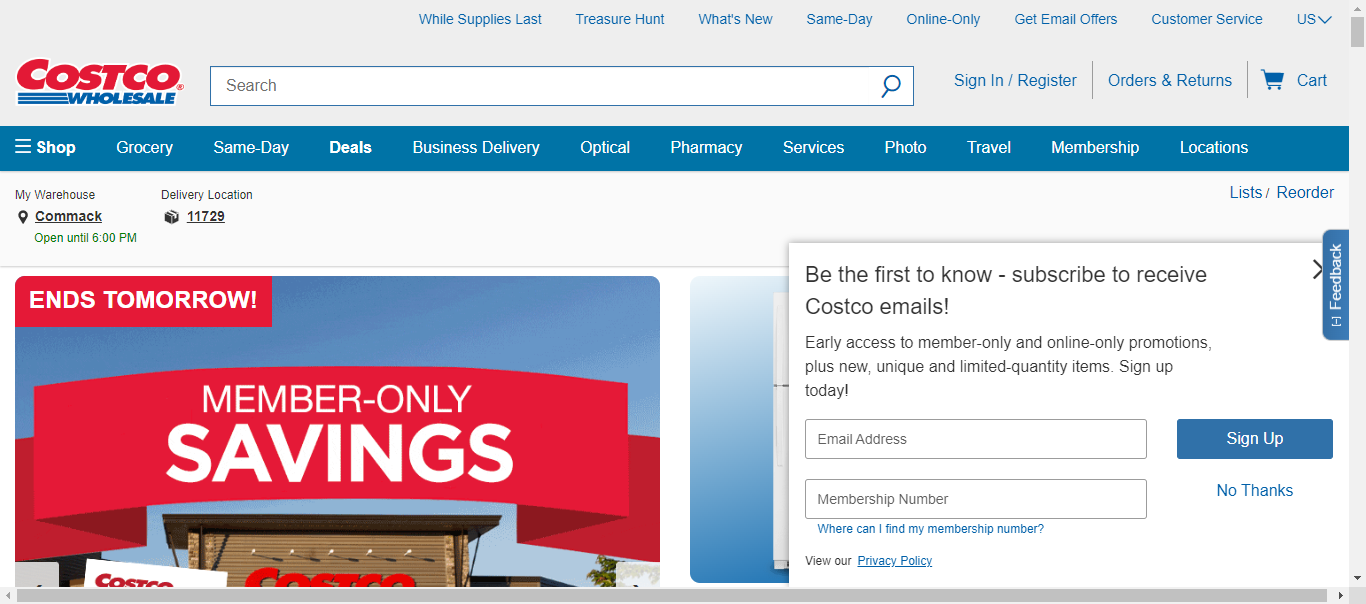 While Supplies Last Treasure Hunt What's New Same-Day Online-Only Get Email Offers Customer Service US
COSTCO WHOLESALE
Search
Sign In / Register Orders & Returns Cart
Shop Grocery Same-Day Deals Business Delivery Optical Pharmacy Services Photo Travel Membership Locations
My Warehouse Delivery Location
Commack 11729
Open until 6:00 PM
Lists / Reorder
[-] Feedback
ENDS TOMORROW!
MEMBER-ONLY
SAVINGS
COSTCO
COSTCO
Be the first to know - subscribe to receive
Costco emails!
Early access to member-only and online-only promotions,
plus new, unique and limited-quantity items. Sign up
today!
Email Address
Sign Up
Membership Number
No Thanks
Where can I find my membership number?
View our Privacy Policy